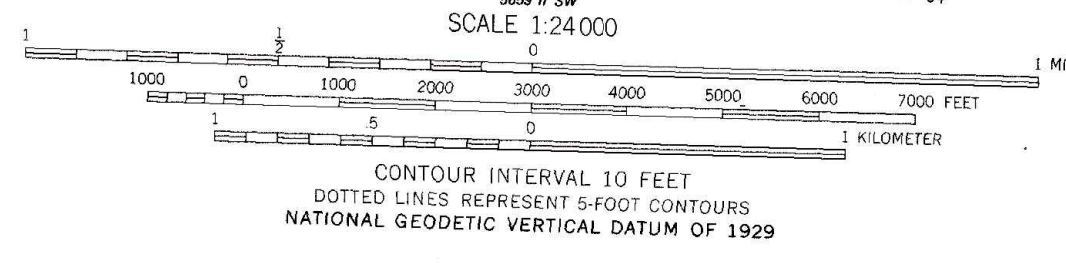 SCALE 1:24 000
1 ½ 0 1 MI
1000 0 1000 2000 3000 4000 5000 6000 7000 FEET
1 .5 0 1 KILOMETER
CONTOUR INTERVAL 10 FEET
DOTTED LINES REPRESENT 5-FOOT CONTOURS
NATIONAL GEODETIC VERTICAL DATUM OF 1929